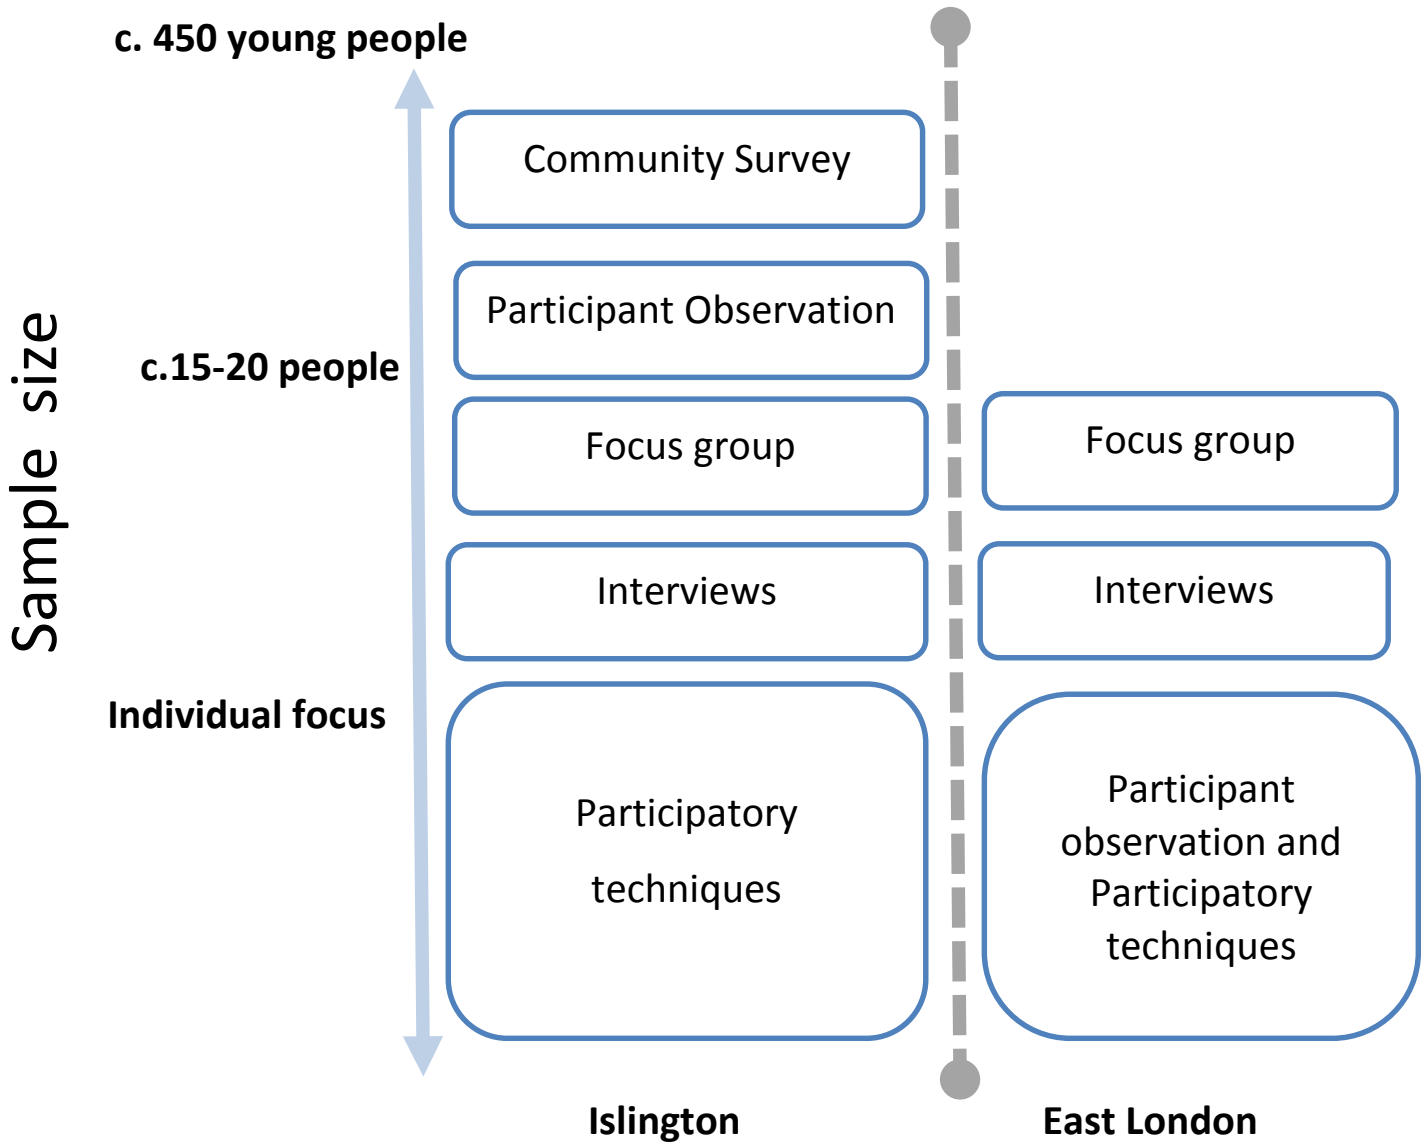 c. 450 young people
Community Survey
Participant Observation
Sample size
c.15-20 people
Focus group
Focus group
Interviews
Interviews
Individual focus
Participatory
techniques
Participant
observation and
Participatory
techniques
Islington
East London